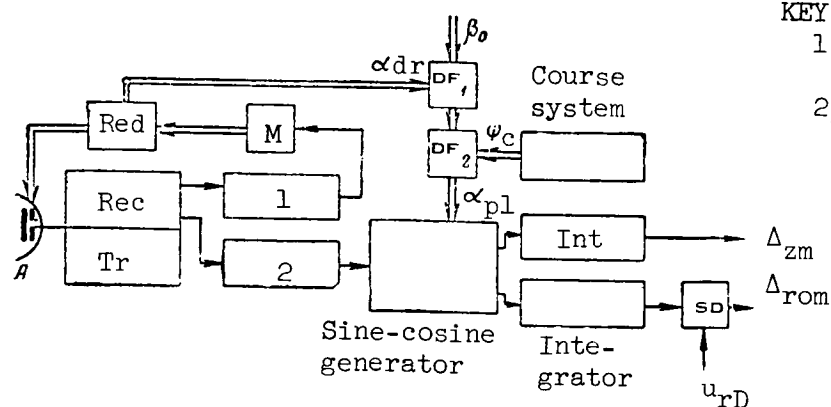 KEY
1
2
β₀
αdr
DF₁
Course
system
Red
M
DF₂
ψc
αpl
Rec
1
Int
Δzm
Tr
2
A
Δrom
SD
Sine-cosine
generator
Inte-
grator
urD